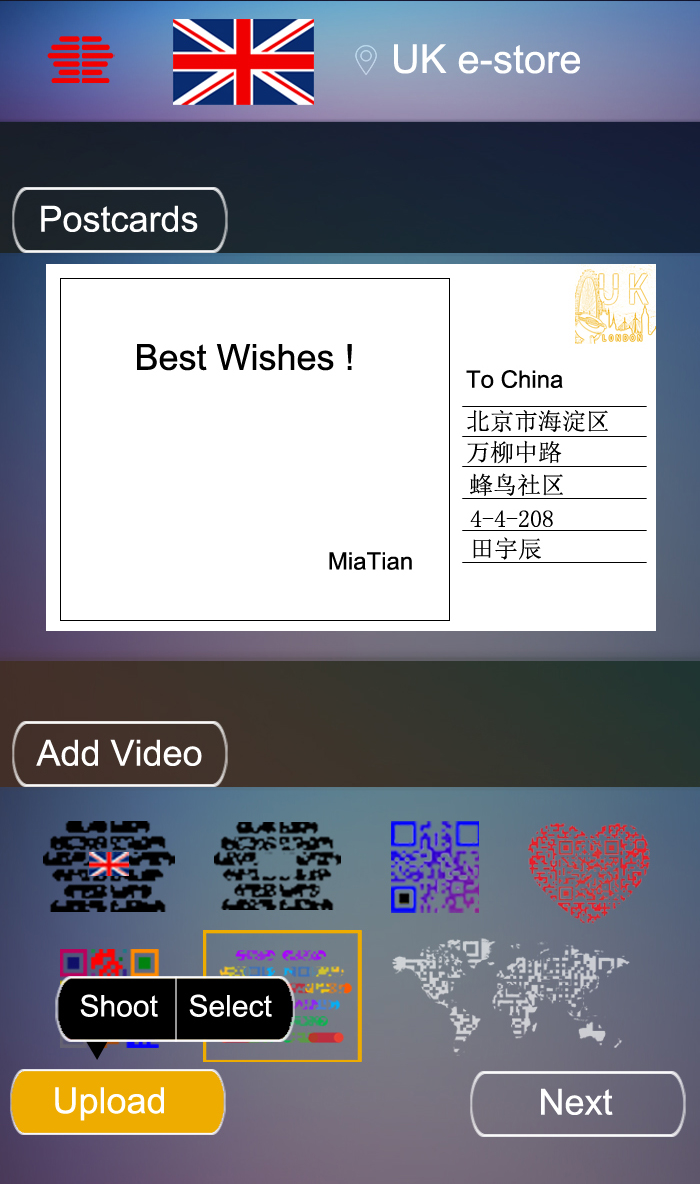 UK e-store
Postcards
UK
LONDON
Best Wishes !
To China
北京市海淀区
万柳中路
蜂鸟社区
4-4-208
田宇辰
MiaTian
Add Video
Shoot
Select
Upload
Next